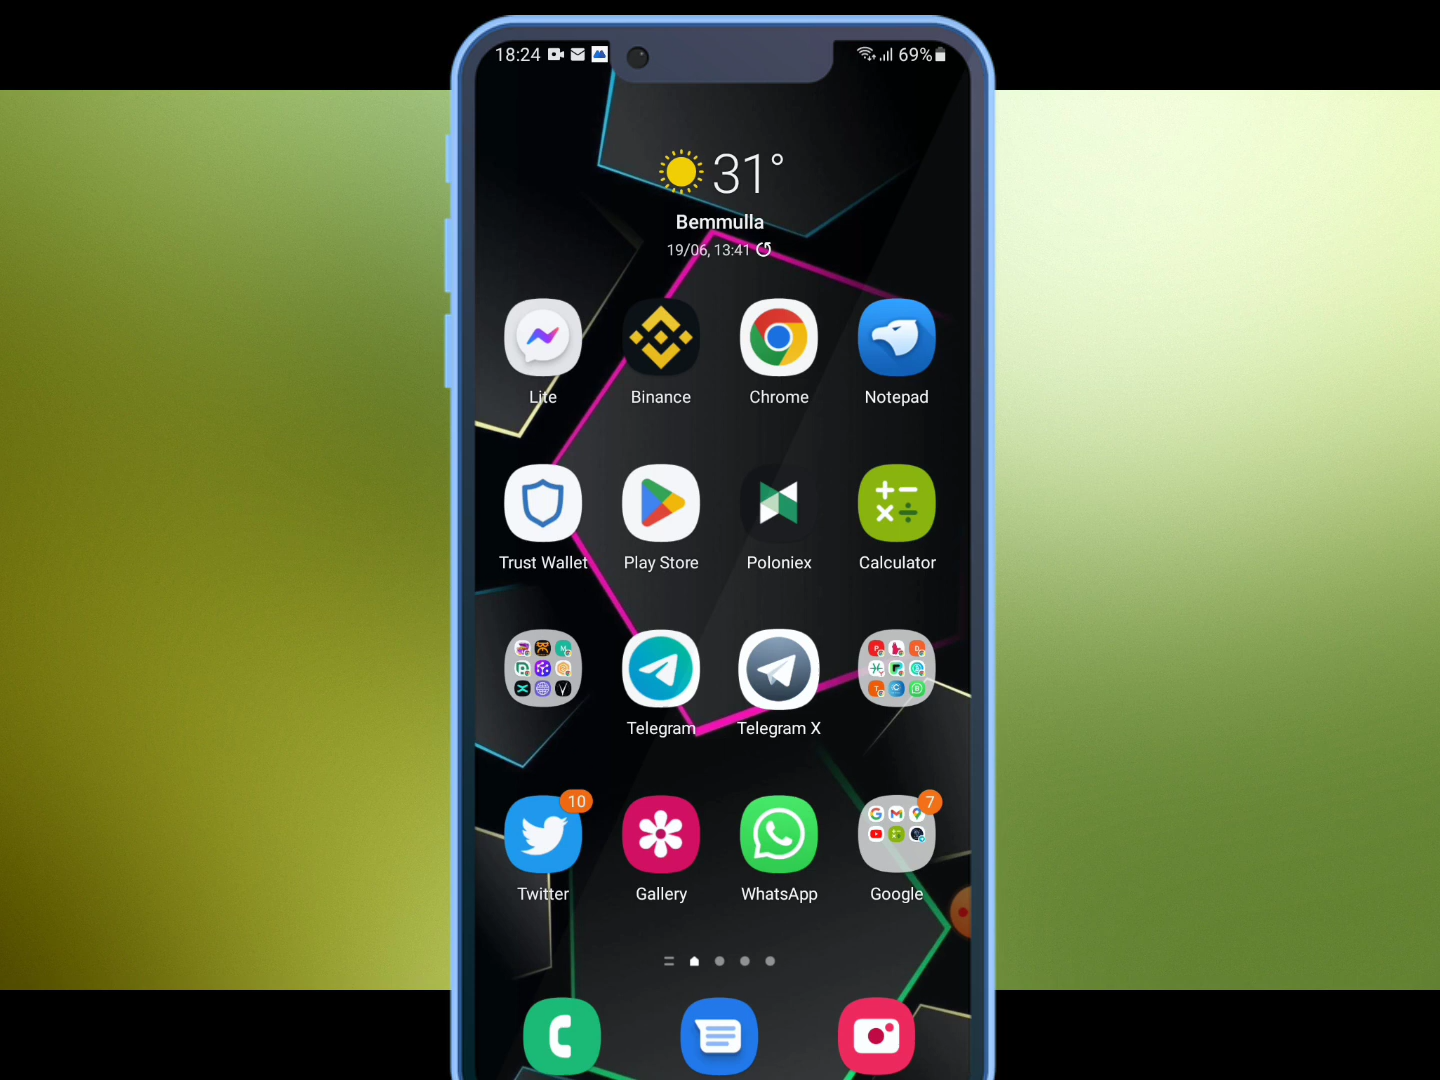 18:24
69%
31°
Bemmulla
19/06, 13:41
Lite
Binance
Chrome
Notepad
Trust Wallet
Play Store
Poloniex
Calculator
Telegram
Telegram X
10
7
Twitter
Gallery
WhatsApp
Google